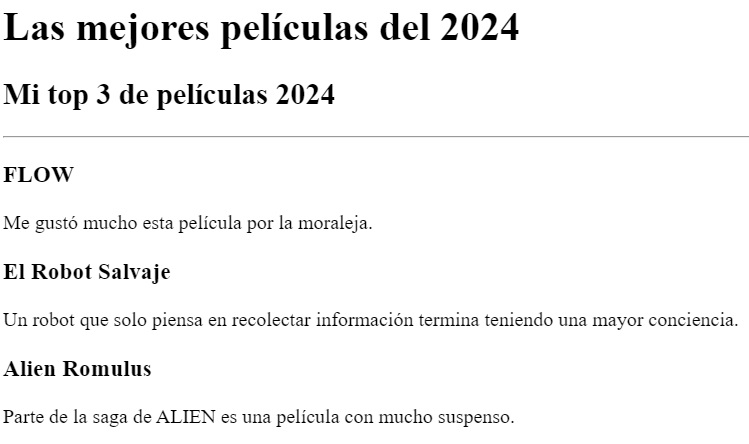 Las mejores películas del 2024
Mi top 3 de películas 2024
FLOW
Me gustó mucho esta película por la moraleja.
El Robot Salvaje
Un robot que solo piensa en recolectar información termina teniendo una mayor conciencia.
Alien Romulus
Parte de la saga de ALIEN es una película con mucho suspenso.